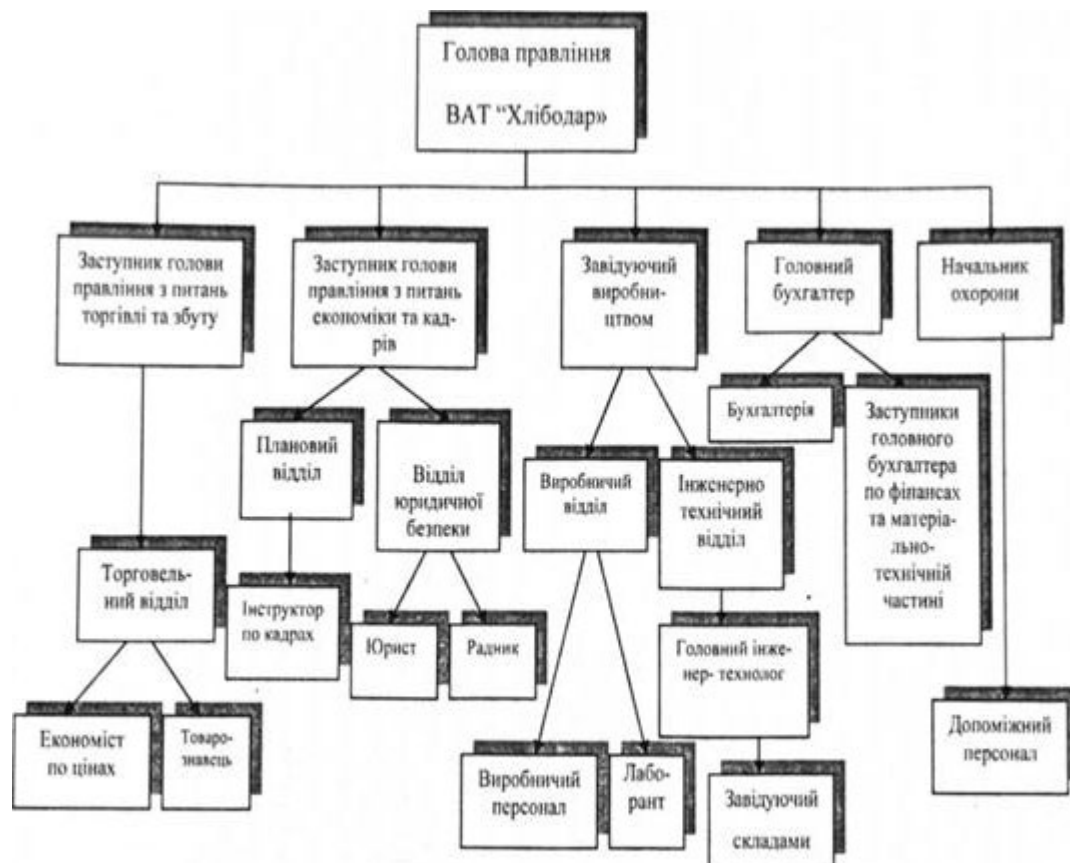 Голова правління
ВАТ “Хлібодар»
Заступник голови
правління з питань
торгівлі та збуту
Заступник голови
правління з питань
економіки та кад-
рів
Завідуючий
виробни-
цтвом
Головний
бухгалтер
Начальник
охорони
Бухгалтерія
Заступники
головного
бухгалтера
по фінансах
та матеріа-
льно-
технічній
частині
Плановий
відділ
Відділ
юридичної
безпеки
Виробничий
відділ
Інженерно
технічний
відділ
Торговель-
ний відділ
Інструктор
по кадрах
Юрист
Радник
Головний інже-
нер- технолог
Економіст
по цінах
Товаро-
знавець
Виробничий
персонал
Лабо-
рант
Завідуючий
складами
Допоміжний
персонал